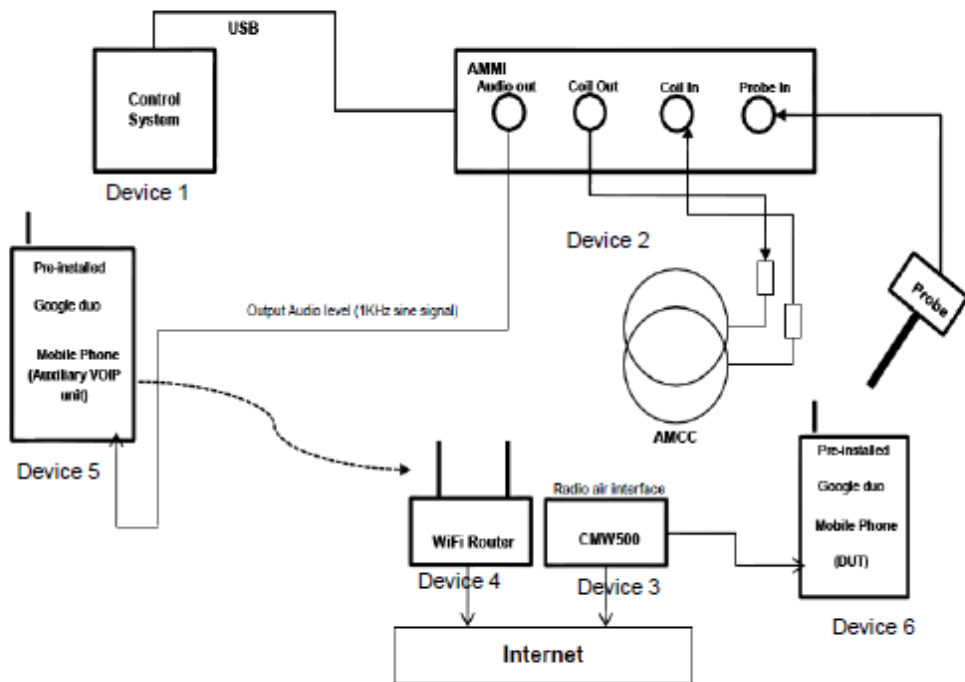 USB
AMMI
Audio out
Coil Out
Coil In
Probe In
Control
System
Device 1
Device 2
Pre-installed
Google duo
Mobile Phone
(Auxiliary VOIP
unit)
Device 5
Output Audio level (1KHz sine signal)
Probe
AMCC
Radio air interface
WiFi Router
Device 4
CMW500
Device 3
Pre-installed
Google duo
Mobile Phone
(DUT)
Device 6
Internet